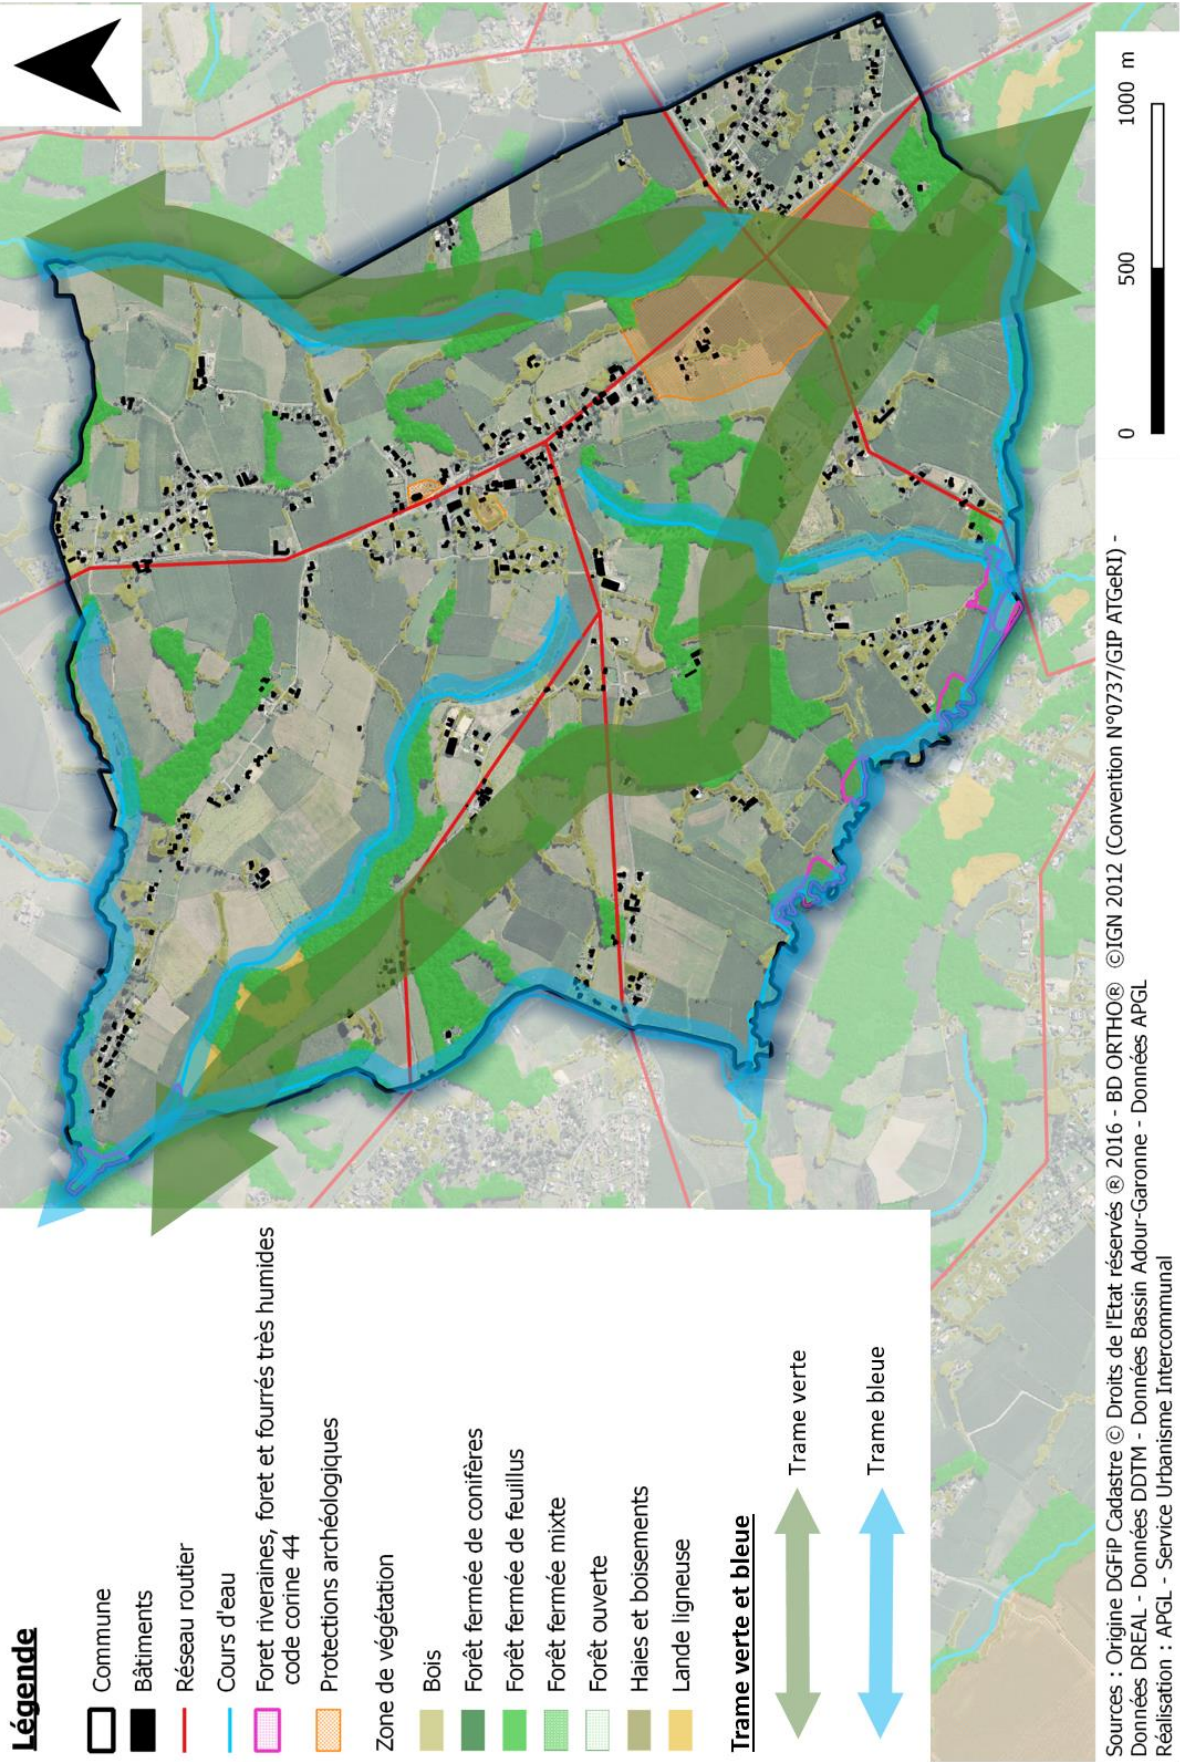 Légende
Commune
Bâtiments
Réseau routier
Cours d'eau
Foret riveraines, foret et fourrés très humides
code corine 44
Protections archéologiques
Zone de végétation
Bois
Forêt fermée de conifères
Forêt fermée de feuillus
Forêt fermée mixte
Forêt ouverte
Haies et boisements
Lande ligneuse
Trame verte et bleue
Trame verte
Trame bleue
0 500 1000 m
Sources : Origine DGFiP Cadastre © Droits de l'Etat réservés ® 2016 - BD ORTHO® ©IGN 2012 (Convention N°0737/GIP ATGeRI) -
Données DREAL - Données DDTM - Données Bassin Adour-Garonne - Données APGL
Réalisation : APGL - Service Urbanisme Intercommunal